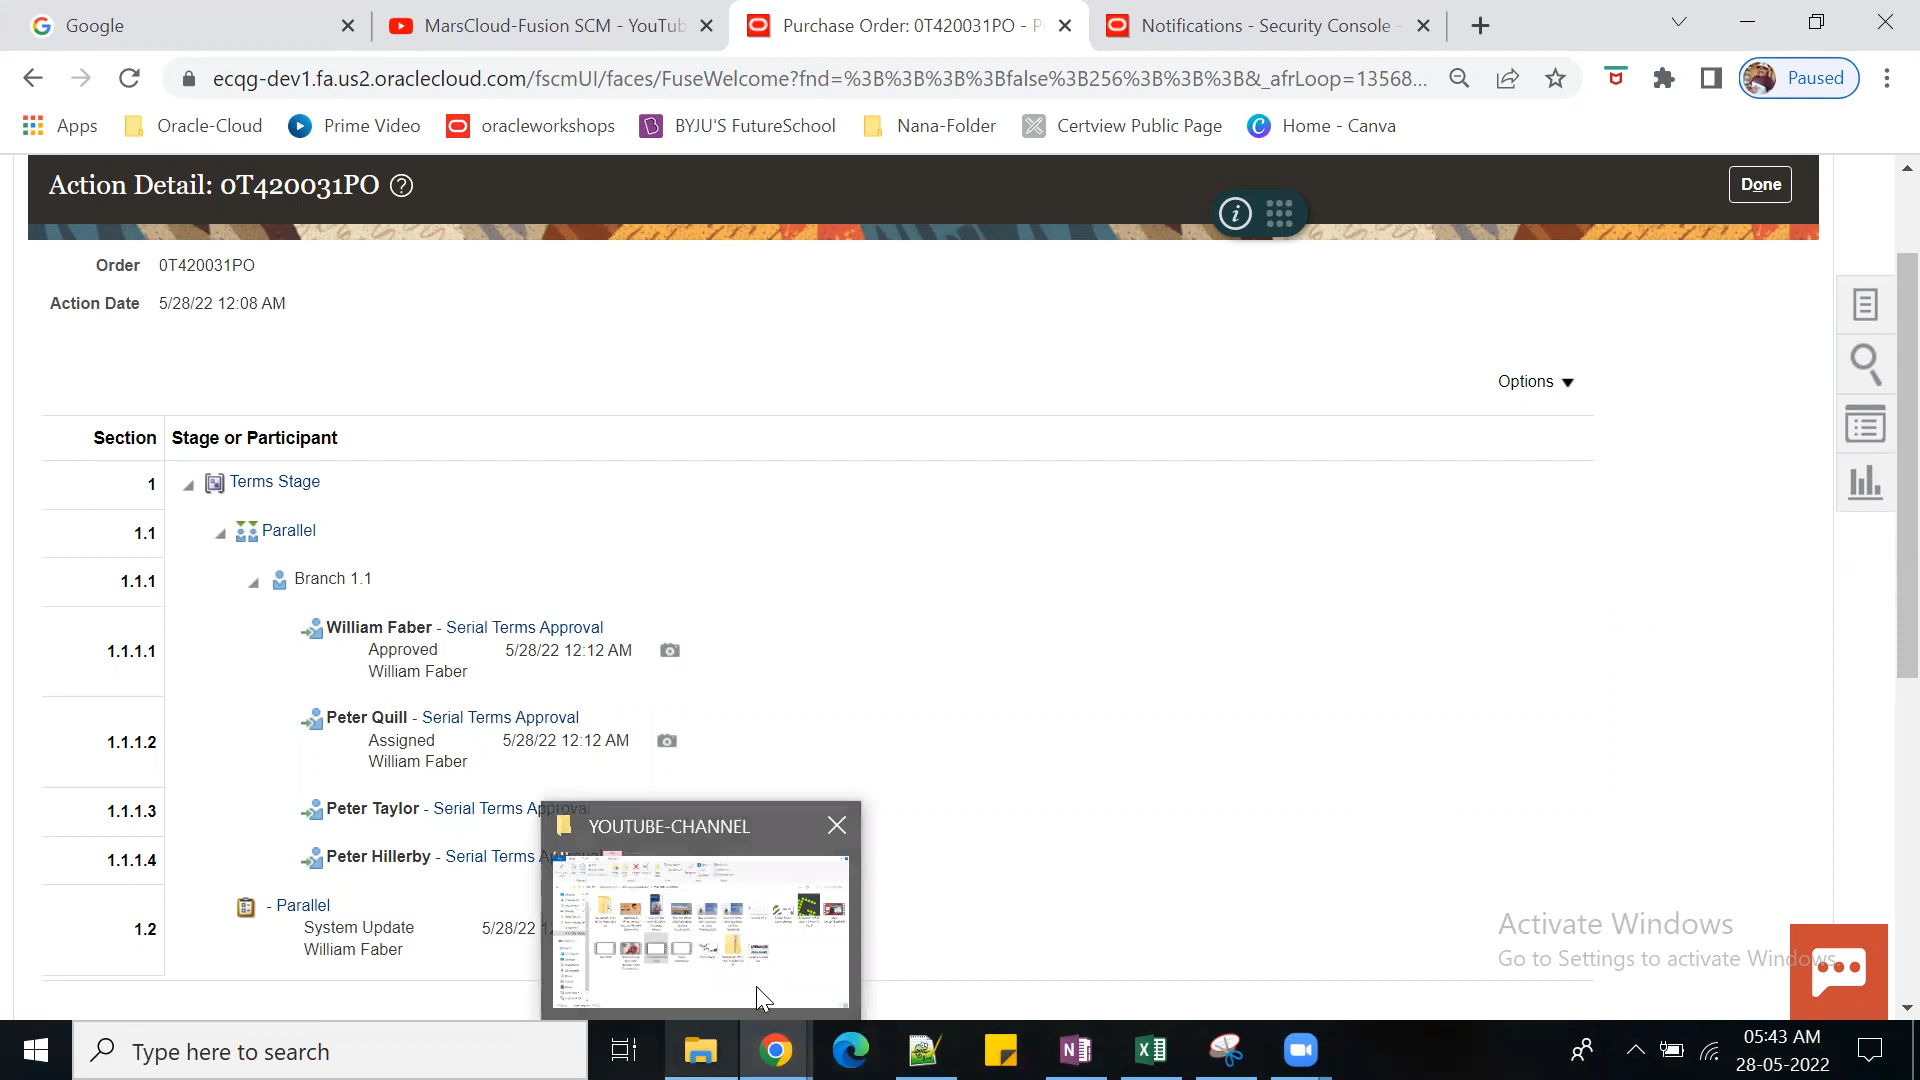 Google
MarsCloud-Fusion SCM - YouTub
Purchase Order: 0T420031PO - P
Notifications - Security Console -
ecqg-dev1.fa.us2.oraclecloud.com/fscmUI/faces/FuseWelcome?fnd=%3B%3B%3B%3Bfalse%3B256%3B%3B%3B&_afrLoop=13568...
Paused
Apps
Oracle-Cloud
Prime Video
oracleworkshops
BYJU'S FutureSchool
Nana-Folder
Certview Public Page
Home - Canva
Action Detail: 0T420031PO
Done
Order 0T420031PO
Action Date 5/28/22 12:08 AM
Options
Section Stage or Participant
1 Terms Stage
1.1 Parallel
1.1.1 Branch 1.1
William Faber - Serial Terms Approval
1.1.1.1 Approved 5/28/22 12:12 AM
William Faber
Peter Quill - Serial Terms Approval
1.1.1.2 Assigned 5/28/22 12:12 AM
William Faber
1.1.1.3 Peter Taylor - Serial Terms Approval
1.1.1.4 Peter Hillerby - Serial Terms
- Parallel
1.2 System Update 5/28/22
William Faber
YOUTUBE-CHANNEL
Activate Windows
Go to Settings to activate Windows
Type here to search
05:43 AM
28-05-2022